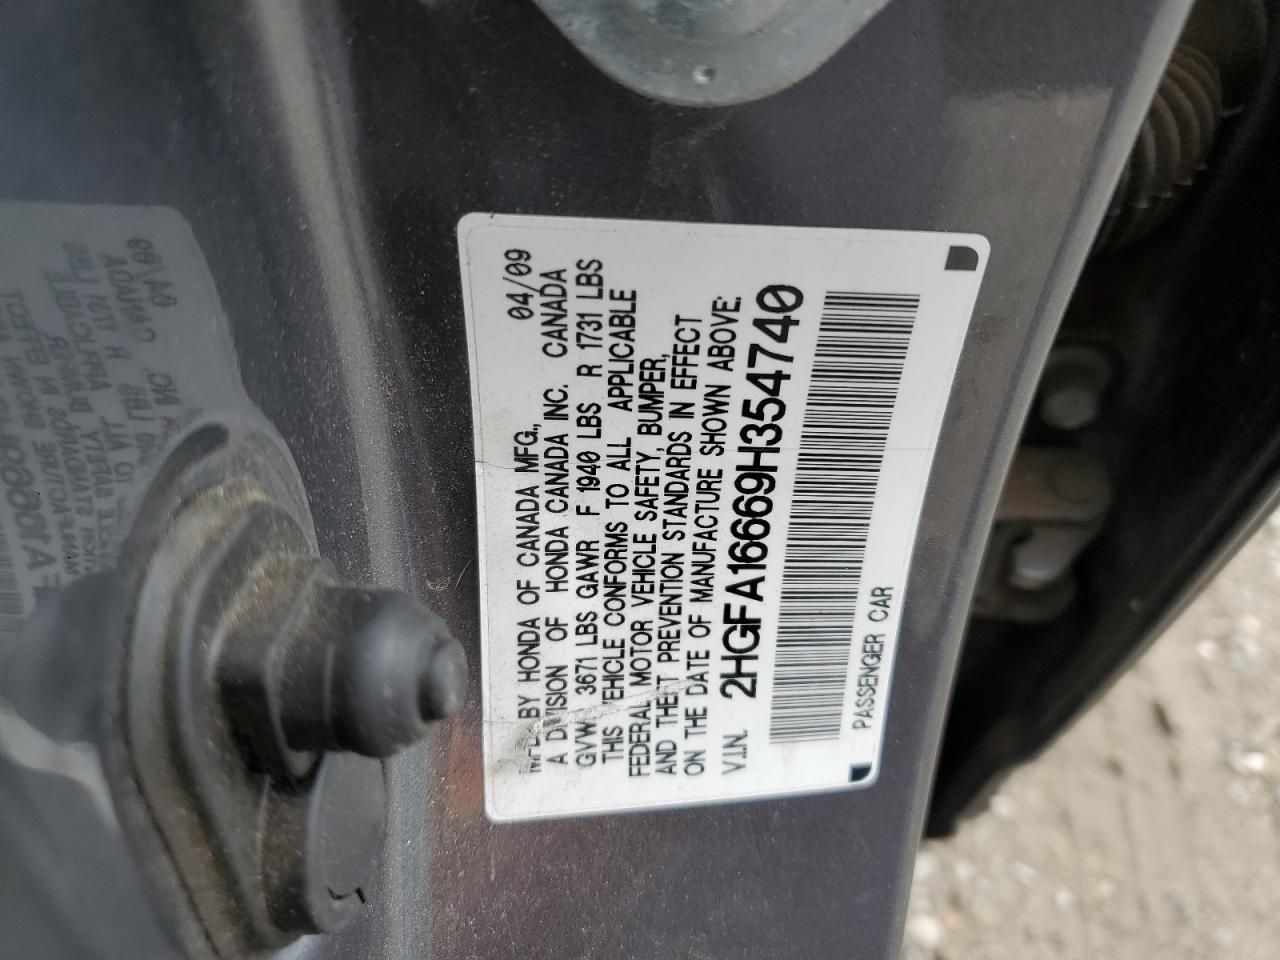 MFD. BY HONDA OF CANADA MFG., 04/09
A DIVISION OF HONDA CANADA INC. CANADA
GVWR 3671 LBS GAWR F 1940 LBS R 1731 LBS
THIS VEHICLE CONFORMS TO ALL APPLICABLE
FEDERAL MOTOR VEHICLE SAFETY, BUMPER,
AND THEFT PREVENTION STANDARDS IN EFFECT
ON THE DATE OF MANUFACTURE SHOWN ABOVE:
V.I.N. 2HGFA16669H354740
PASSENGER CAR